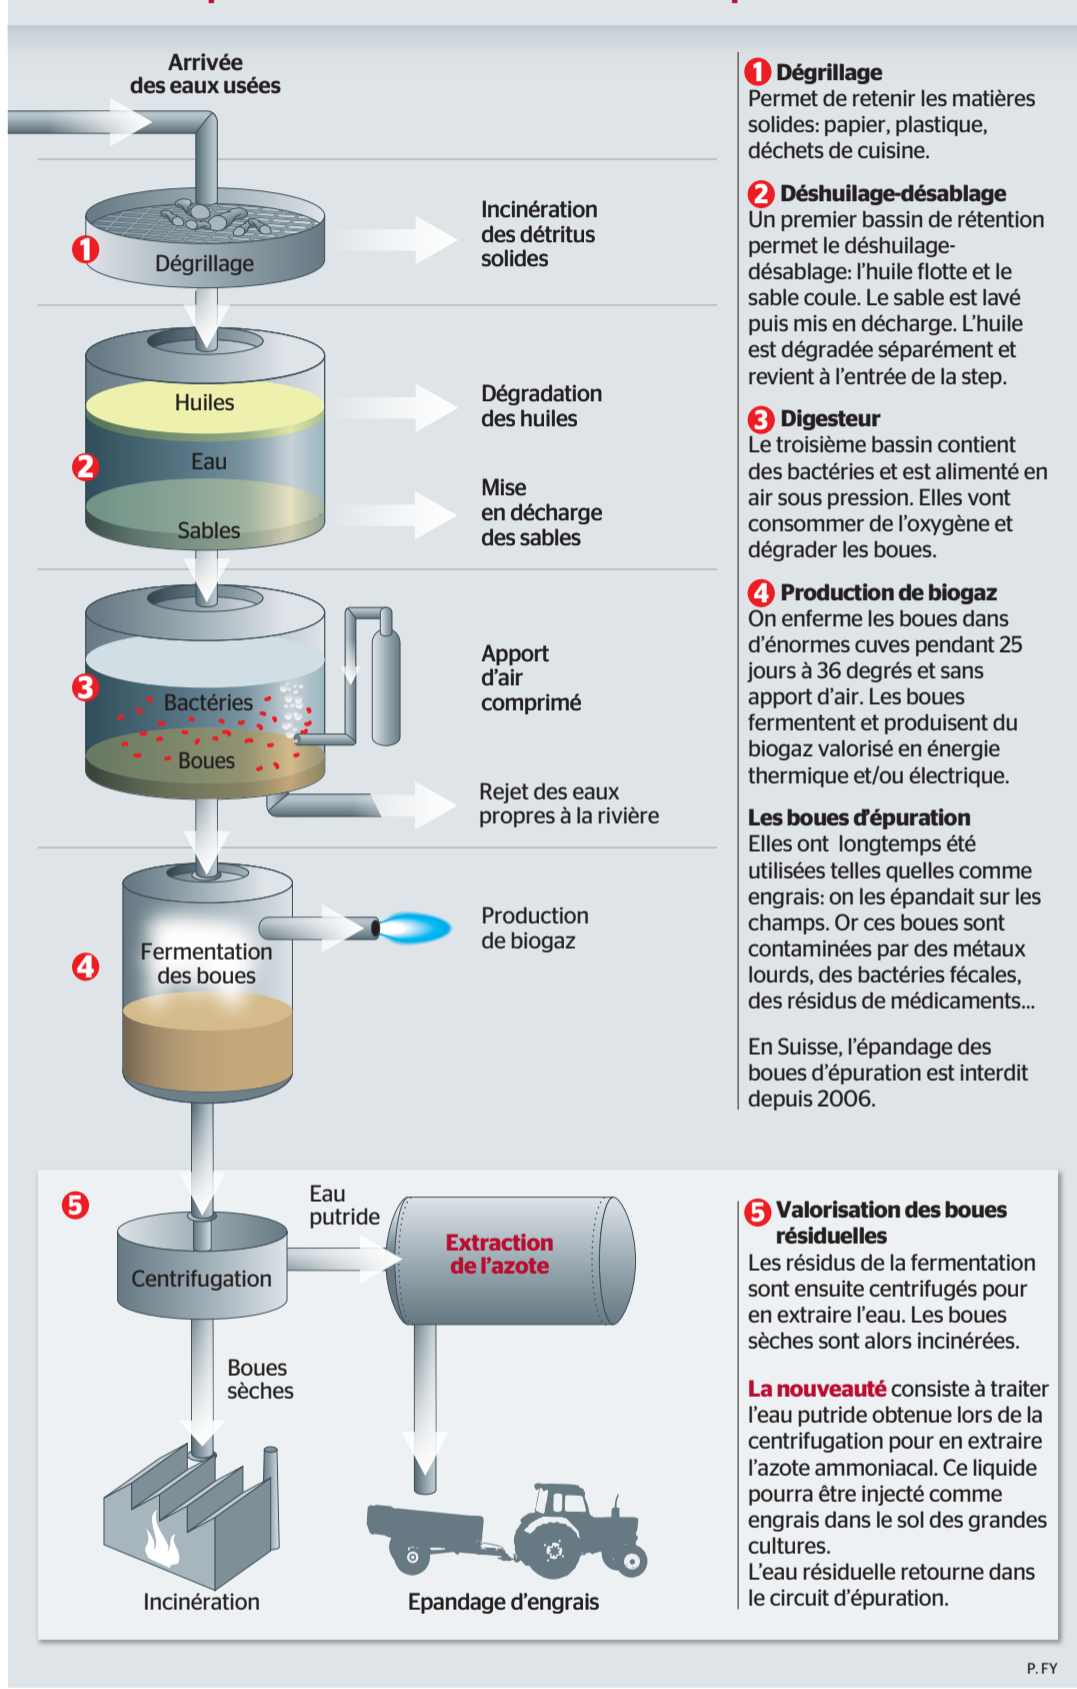 Arrivée
des eaux usées
1
Dégrillage
Incinération
des détritus
solides
2
Huiles
Eau
Sables
Dégradation
des huiles
Mise
en décharge
des sables
3
Bactéries
Boues
Apport
d’air
comprimé
Rejet des eaux
propres à la rivière
4
Fermentation
des boues
Production
de biogaz
1 Dégrillage
Permet de retenir les matières
solides: papier, plastique,
déchets de cuisine.
2 Déshuilage-désablage
Un premier bassin de rétention
permet le déshuilage-
désablage: l’huile flotte et le
sable coule. Le sable est lavé
puis mis en décharge. L’huile
est dégradée séparément et
revient à l’entrée de la step.
3 Digesteur
Le troisième bassin contient
des bactéries et est alimenté en
air sous pression. Elles vont
consommer de l’oxygène et
dégrader les boues.
4 Production de biogaz
On enferme les boues dans
d’énormes cuves pendant 25
jours à 36 degrés et sans
apport d’air. Les boues
fermentent et produisent du
biogaz valorisé en énergie
thermique et/ou électrique.
Les boues d’épuration
Elles ont longtemps été
utilisées telles quelles comme
engrais: on les épandait sur les
champs. Or ces boues sont
contaminées par des métaux
lourds, des bactéries fécales,
des résidus de médicaments...
En Suisse, l’épandage des
boues d’épuration est interdit
depuis 2006.
5
Centrifugation
Eau
putride
Extraction
de l’azote
Boues
sèches
Incinération
Epandage d’engrais
5 Valorisation des boues
résiduelles
Les résidus de la fermentation
sont ensuite centrifugés pour
en extraire l’eau. Les boues
sèches sont alors incinérées.
La nouveauté consiste à traiter
l’eau putride obtenue lors de la
centrifugation pour en extraire
l’azote ammoniacal. Ce liquide
pourra être injecté comme
engrais dans le sol des grandes
cultures.
L’eau résiduelle retourne dans
le circuit d’épuration.
P. FY